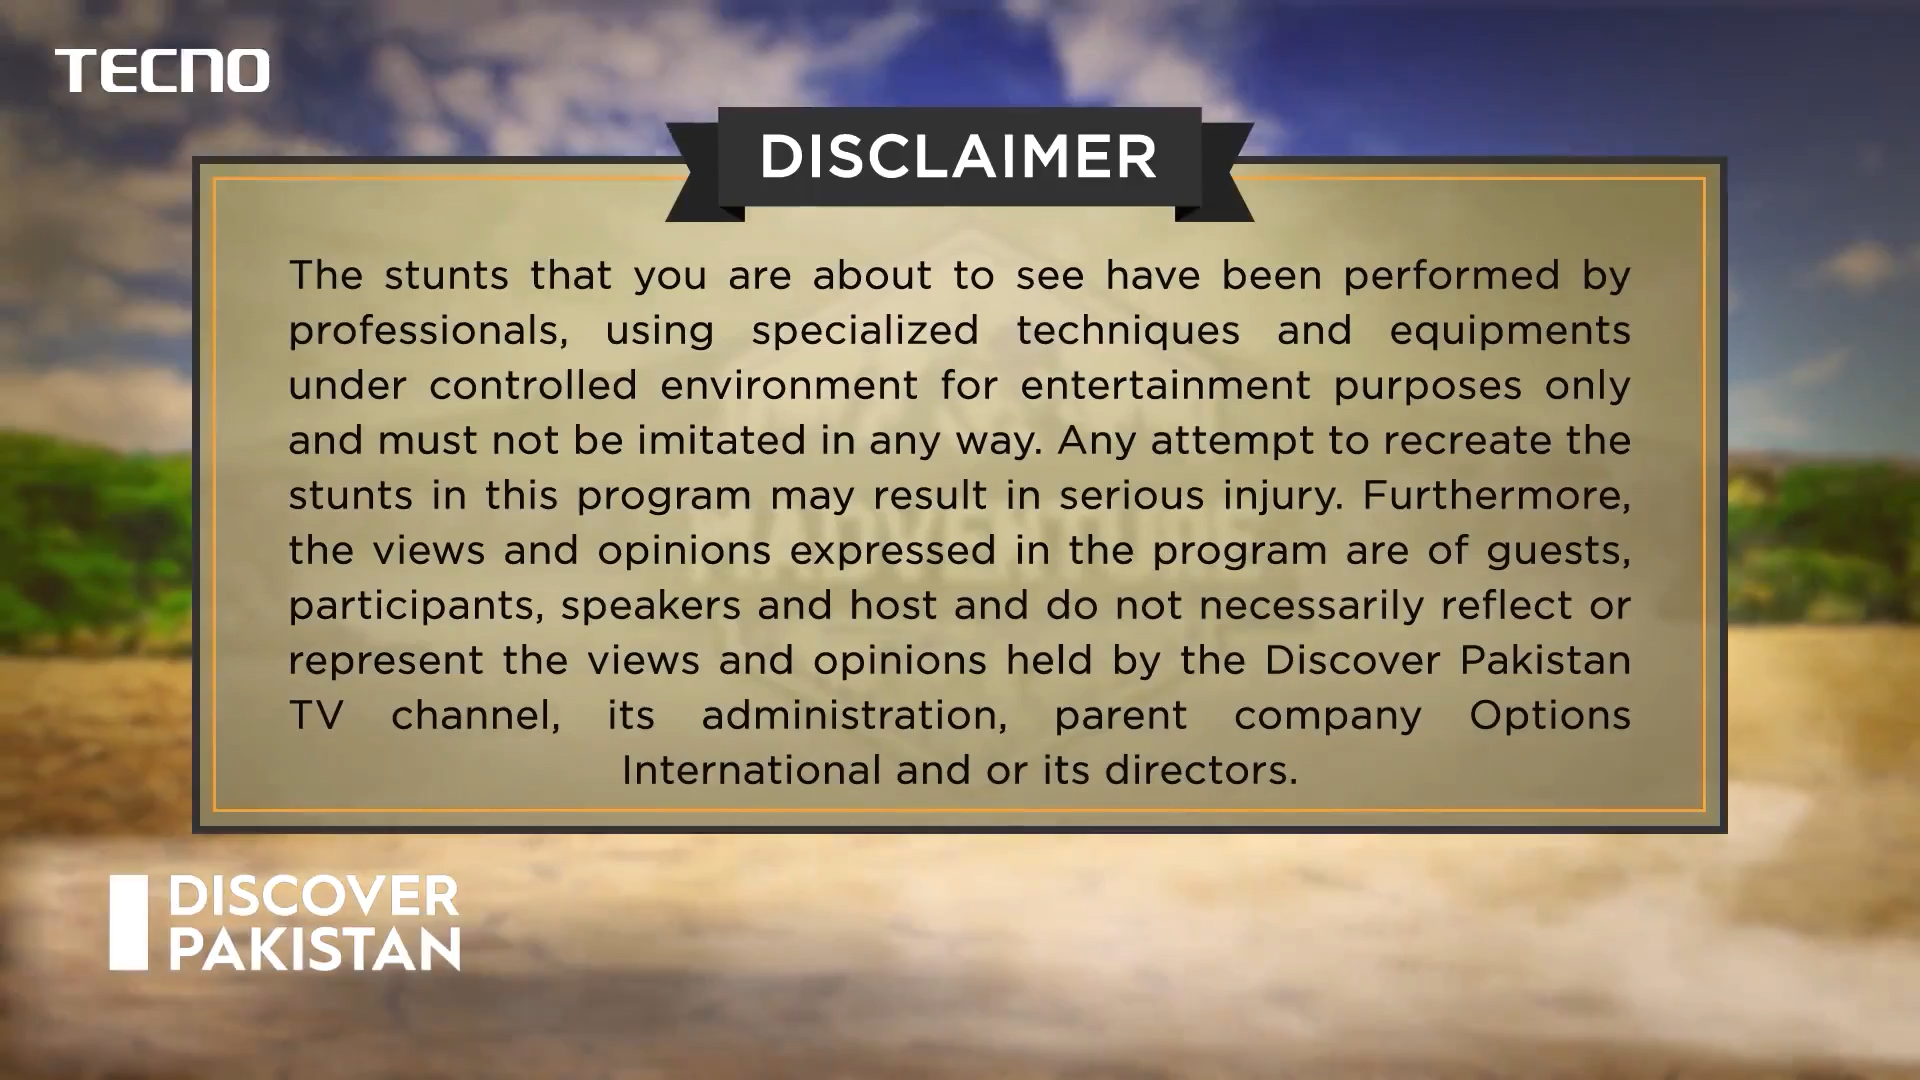 TECNO
DISCLAIMER
The stunts that you are about to see have been performed by
professionals, using specialized techniques and equipments
under controlled environment for entertainment purposes only
and must not be imitated in any way. Any attempt to recreate the
stunts in this program may result in serious injury. Furthermore,
the views and opinions expressed in the program are of guests,
participants, speakers and host and do not necessarily reflect or
represent the views and opinions held by the Discover Pakistan
TV channel, its administration, parent company Options
International and or its directors.
DISCOVER
PAKISTAN